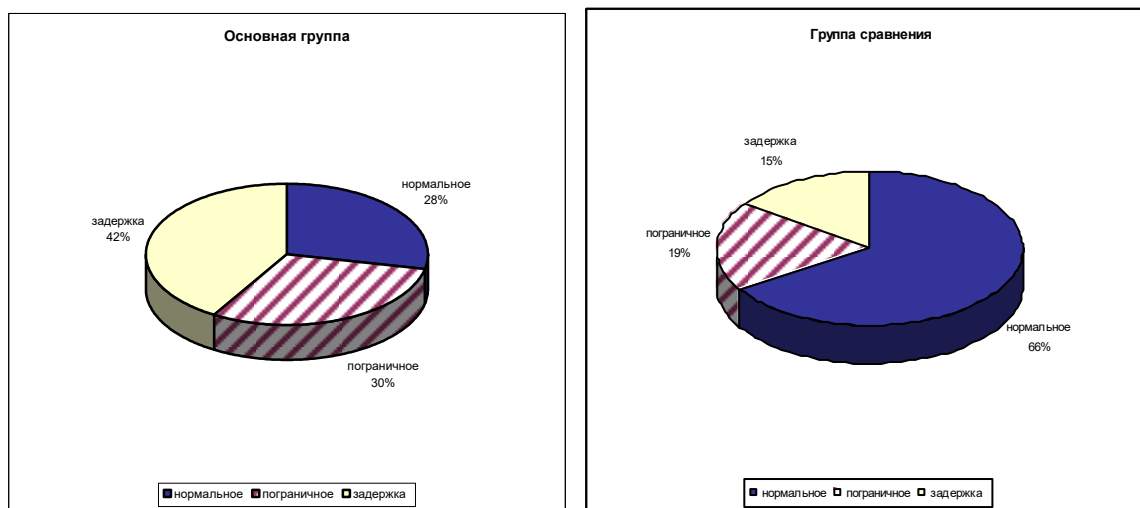 Основная группа
нормальное
28%
задержка
42%
пограничное
30%
нормальное пограничное задержка
Группа сравнения
задержка
15%
пограничное
19%
нормальное
66%
нормальное пограничное задержка